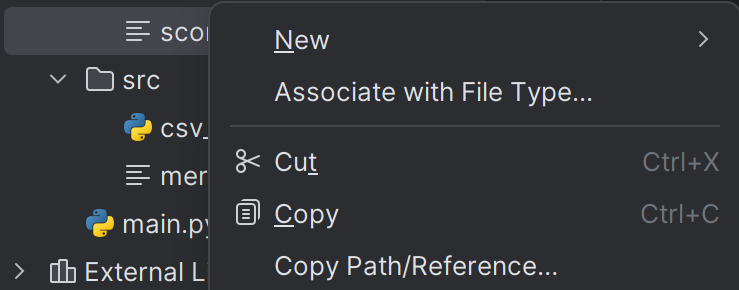 scor
New
src
Associate with File Type...
csv_
Cut Ctrl+X
mer
Copy Ctrl+C
main.py
External L
Copy Path/Reference...